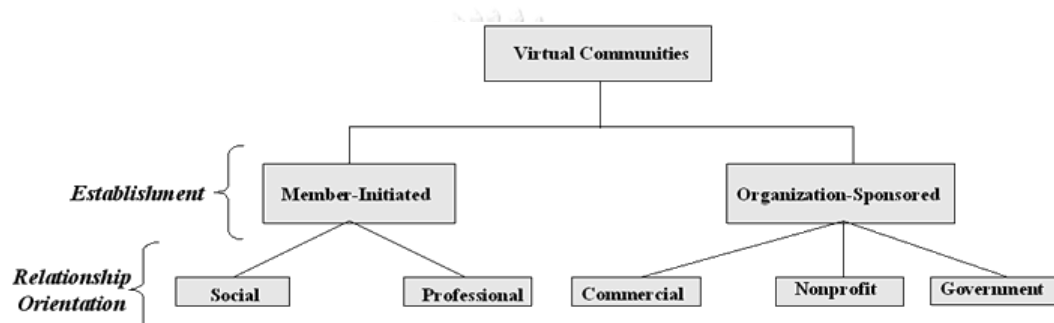 Virtual Communities
Establishment
Member-Initiated
Organization-Sponsored
Relationship
Orientation
Social
Professional
Commercial
Nonprofit
Government